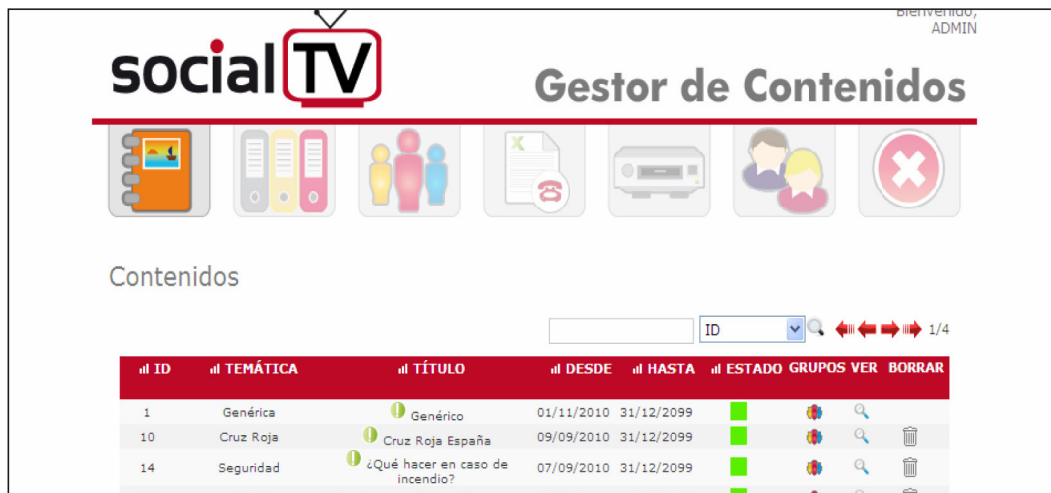 Bienvenido,
ADMIN
social TV
Gestor de Contenidos
Contenidos
ID
1/4
ID TEMÁTICA TÍTULO DESDE HASTA ESTADO GRUPOS VER BORRAR
1 Genérica Genérico 01/11/2010 31/12/2099
10 Cruz Roja Cruz Roja España 09/09/2010 31/12/2099
14 Seguridad ¿Qué hacer en caso de incendio? 07/09/2010 31/12/2099